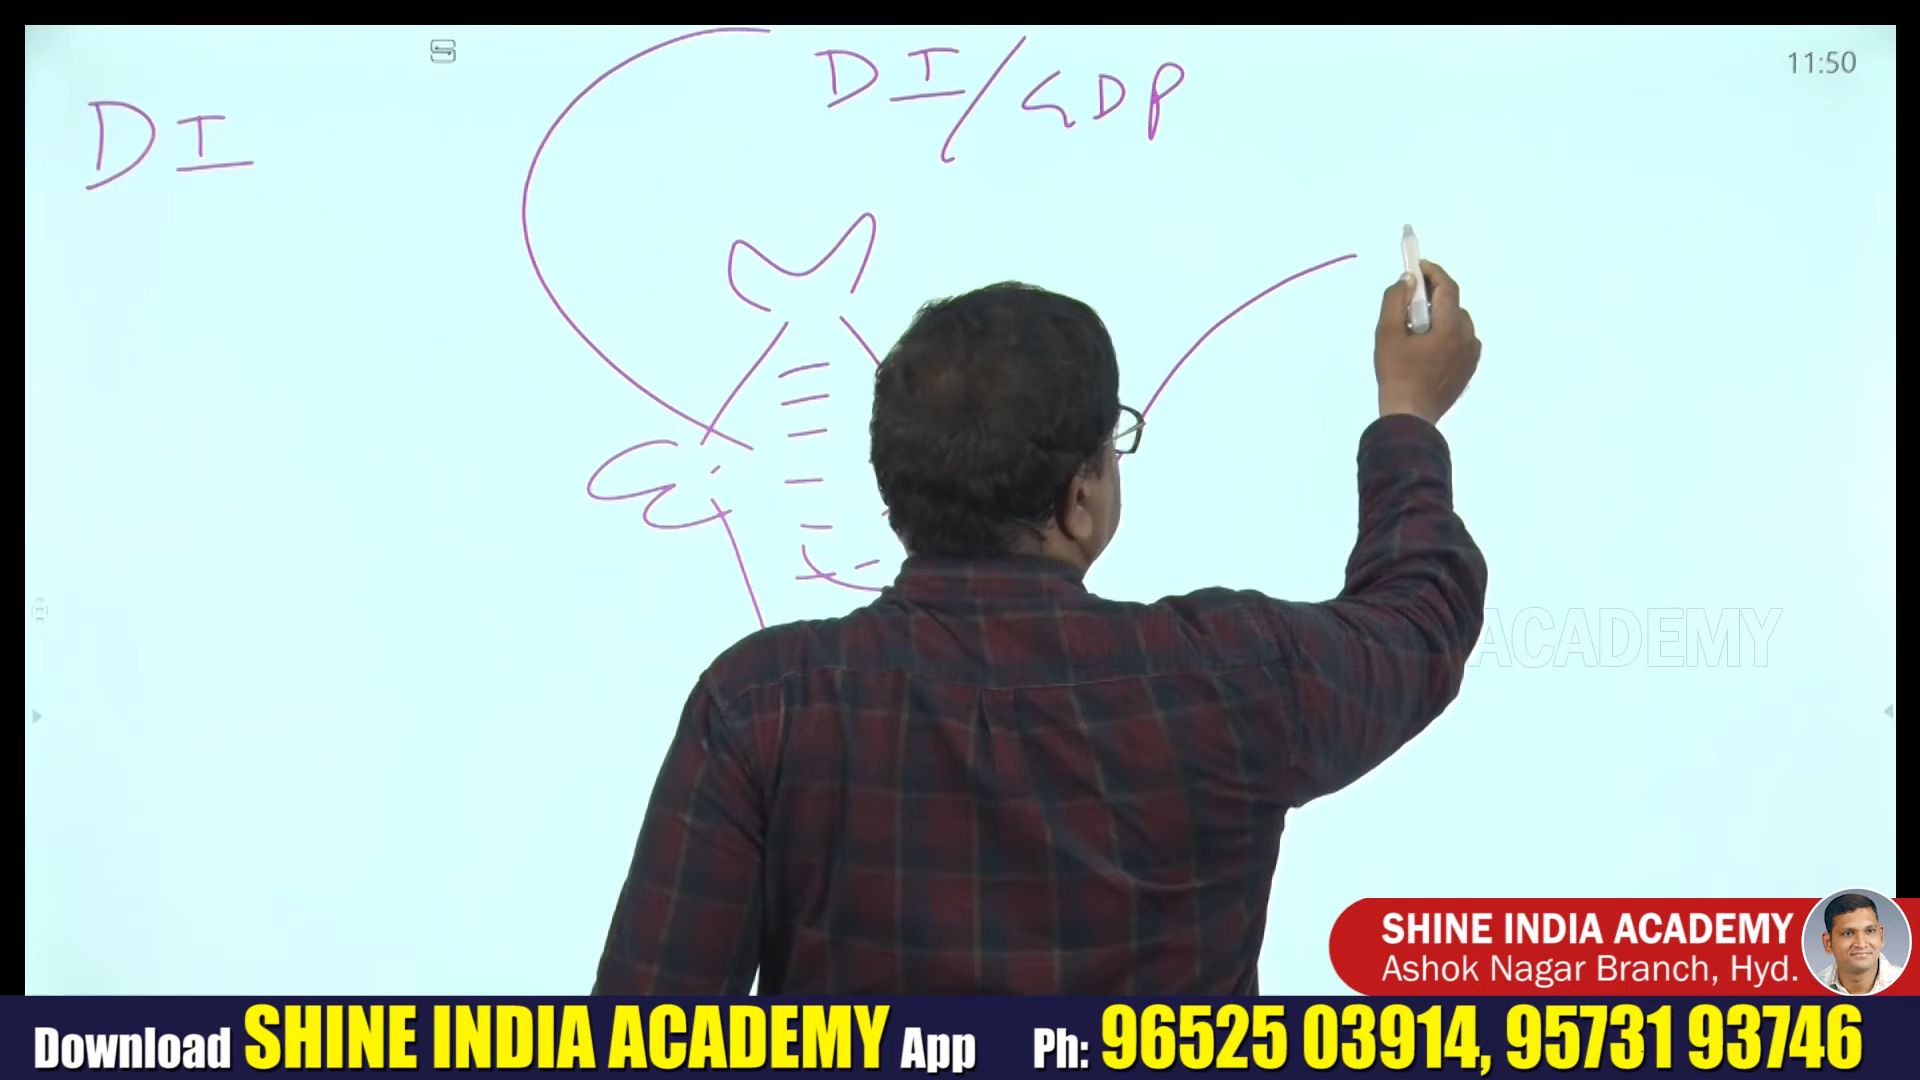 DI/GDP
11:50
DI
ACADEMY
SHINE INDIA ACADEMY
Ashok Nagar Branch, Hyd.
Download SHINE INDIA ACADEMY App Ph: 96525 03914, 95731 93746